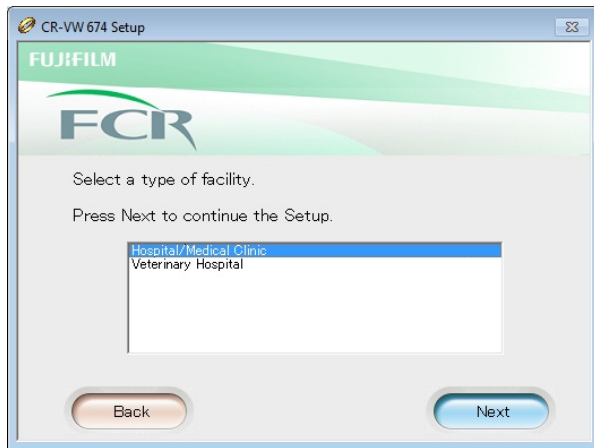 CR-VW 674 Setup
FUJIFILM
FCR
Select a type of facility.
Press Next to continue the Setup.
Hospital/Medical Clinic
Veterinary Hospital
Back
Next